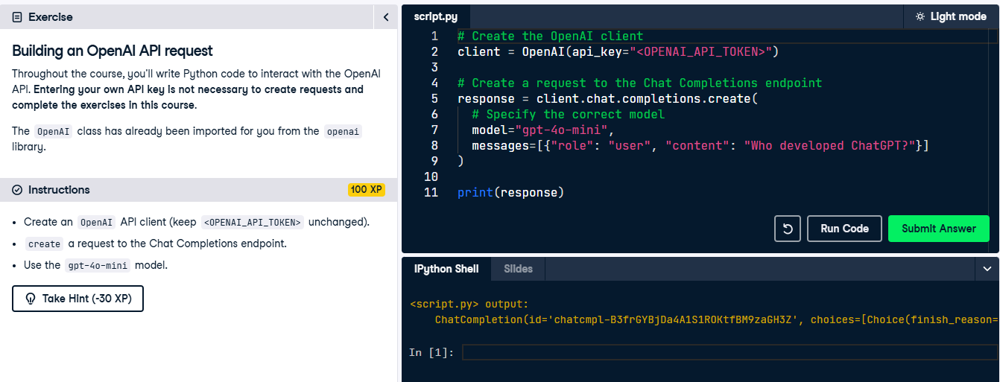 Exercise
Building an OpenAI API request
Throughout the course, you'll write Python code to interact with the OpenAI
API. Entering your own API key is not necessary to create requests and
complete the exercises in this course.
The OpenAI class has already been imported for you from the openai
library.
Instructions
100 XP
Create an OpenAI API client (keep <OPENAI_API_TOKEN> unchanged).
create a request to the Chat Completions endpoint.
Use the gpt-4o-mini model.
Take Hint (-30 XP)
script.py
Light mode
1 # Create the OpenAI client
2 client = OpenAI(api_key="<OPENAI_API_TOKEN>")
3
4 # Create a request to the Chat Completions endpoint
5 response = client.chat.completions.create(
6 # Specify the correct model
7 model="gpt-4o-mini",
8 messages=[{"role": "user", "content": "Who developed ChatGPT?"}]
9 )
10
11 print(response)
Run Code
Submit Answer
IPython Shell
Slides
<script.py> output:
ChatCompletion(id='chatcmpl-B3frGYBjDa4A1S1ROKtfBM9zaGH3Z', choices=[Choice(finish_reason=
In [1]: